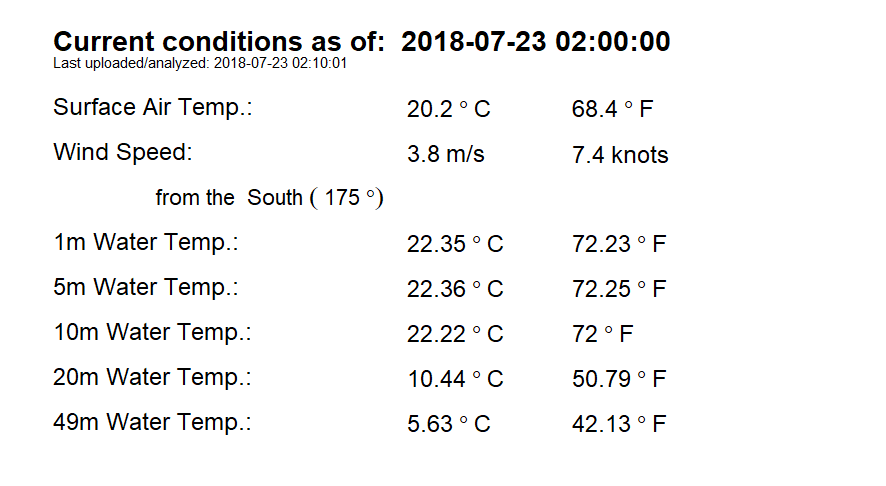 Current conditions as of: 2018-07-23 02:00:00
Last uploaded/analyzed: 2018-07-23 02:10:01
Surface Air Temp.: 20.2 ° C 68.4 ° F
Wind Speed: 3.8 m/s 7.4 knots
from the South ( 175 °)
1m Water Temp.: 22.35 ° C 72.23 ° F
5m Water Temp.: 22.36 ° C 72.25 ° F
10m Water Temp.: 22.22 ° C 72 ° F
20m Water Temp.: 10.44 ° C 50.79 ° F
49m Water Temp.: 5.63 ° C 42.13 ° F